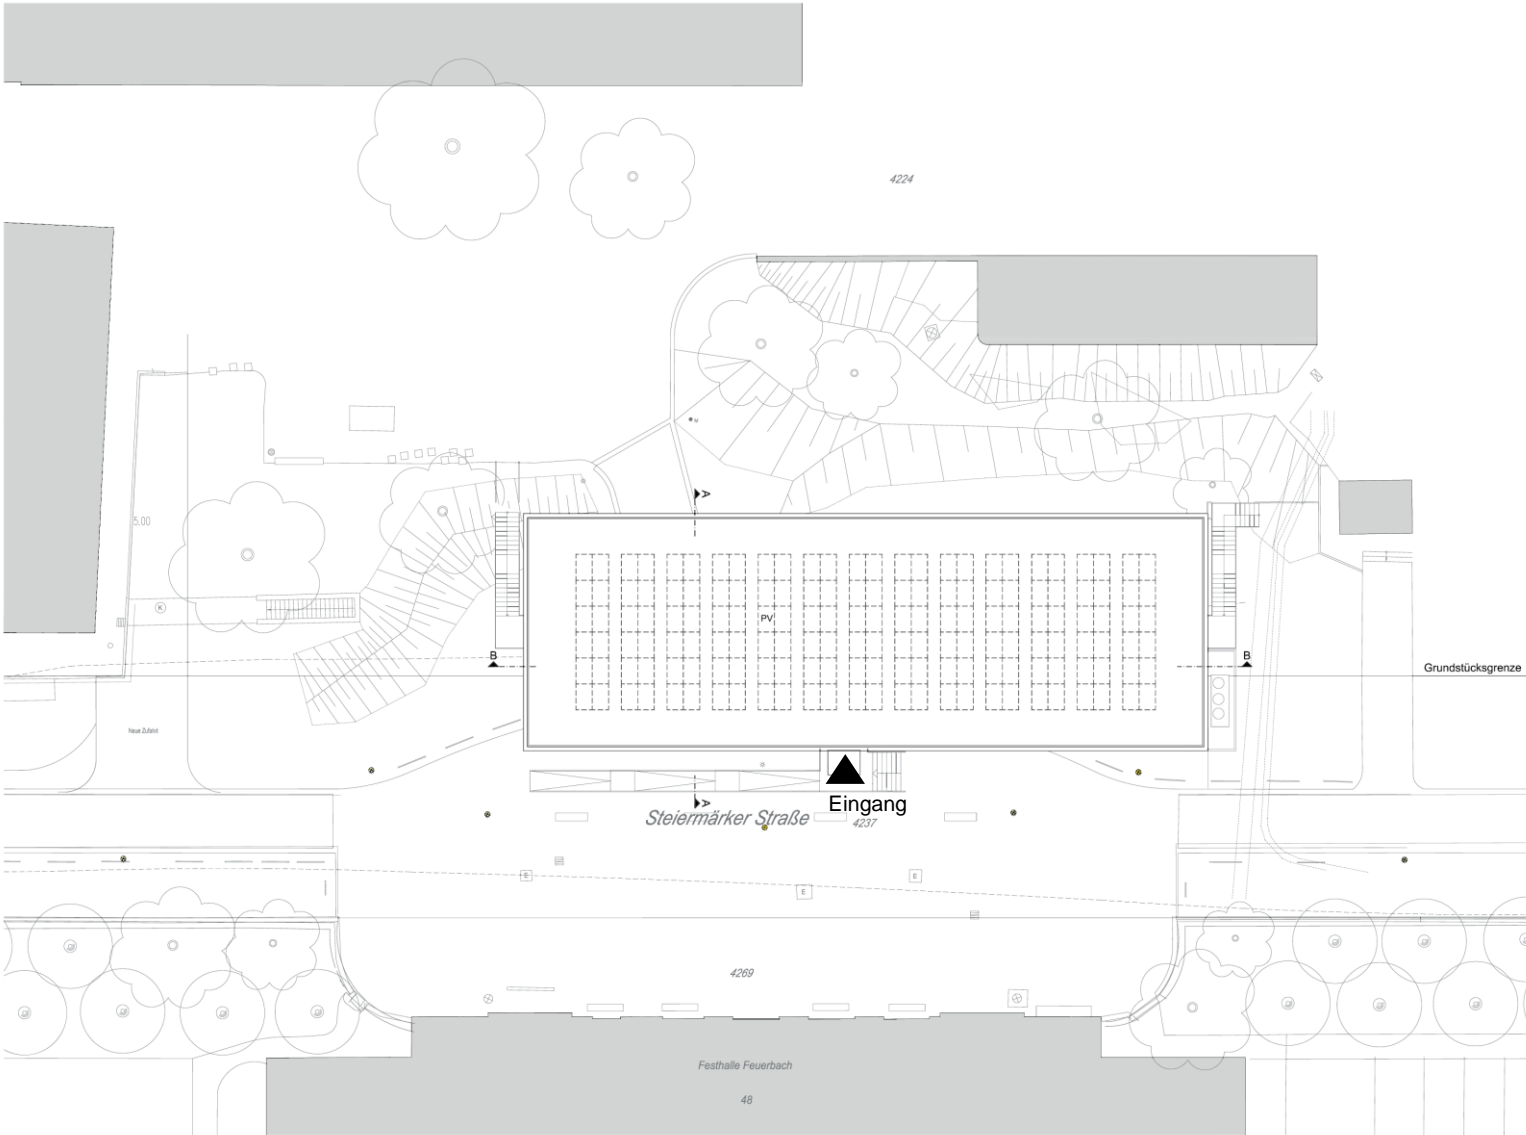 4224
M
A
5.00
K
PV
B
B
Grundstücksgrenze
Neue Zufahrt
A
Eingang
Steiermärker Straße
4237
E
E
E
4269
Festhalle Feuerbach
48